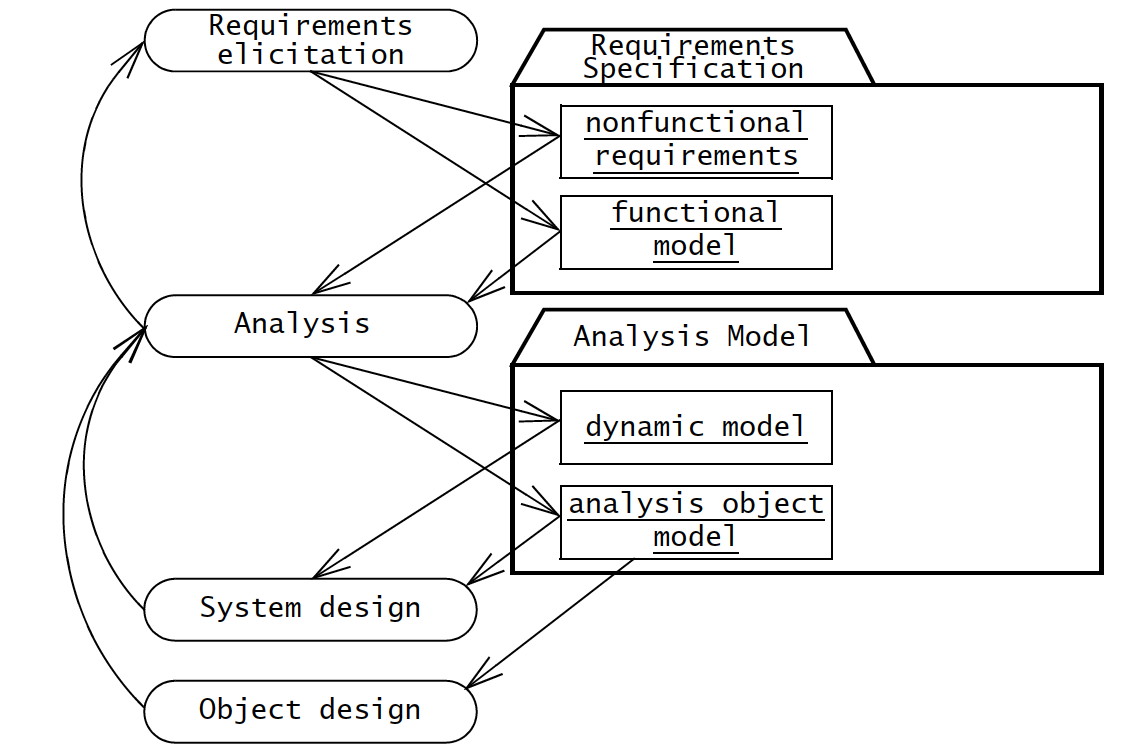 Requirements
elicitation
Requirements
Specification
nonfunctional
requirements
functional
model
Analysis
Analysis Model
dynamic model
analysis object
model
System design
Object design